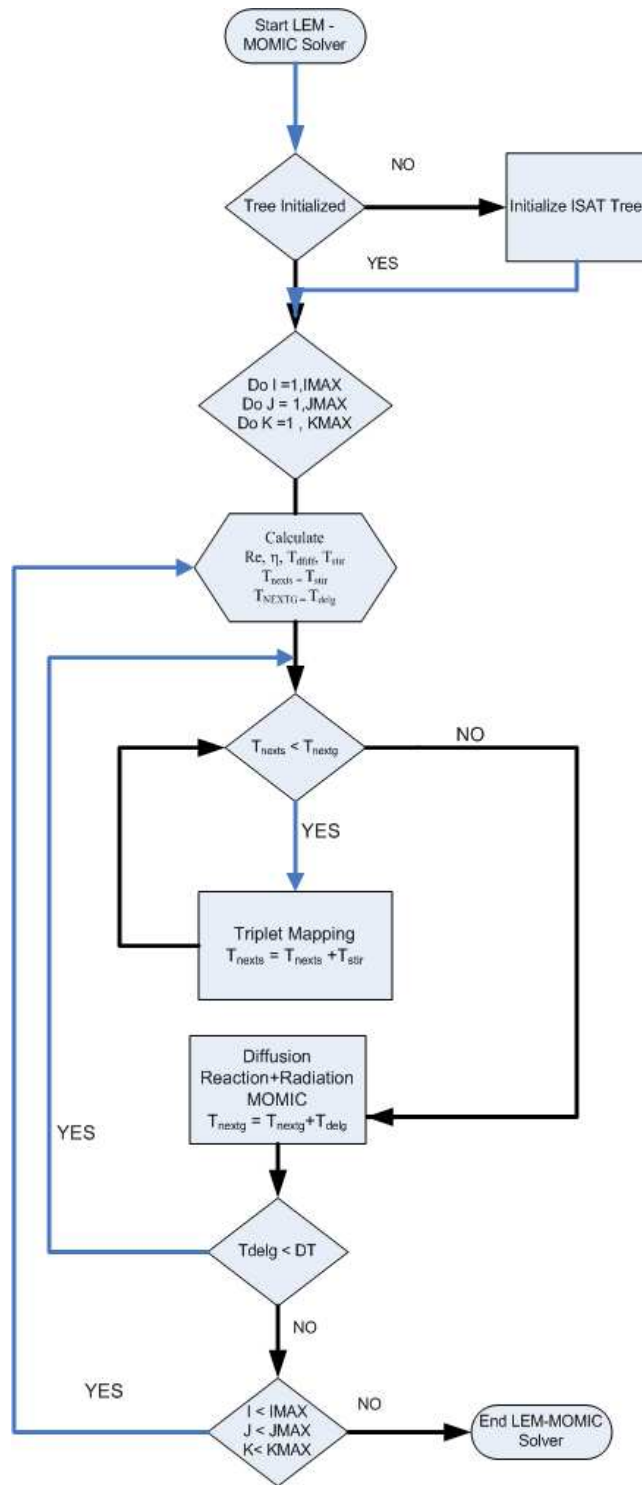 Start LEM -
MOMIC Solver
NO
Tree Initialized
Initialize ISAT Tree
YES
Do I =1,IMAX
Do J = 1,JMAX
Do K =1 , KMAX
Calculate
Re, η, T_dfiff, T_stir
T_nexts = T_stir
T_NEXTG = T_delg
T_nexts < T_nextg
NO
YES
Triplet Mapping
T_nexts = T_nexts +T_stir
Diffusion
Reaction+Radiation
MOMIC
T_nextg = T_nextg+T_delg
YES
Tdelg < DT
NO
YES
I < IMAX
J < JMAX
K< KMAX
NO
End LEM-MOMIC
Solver